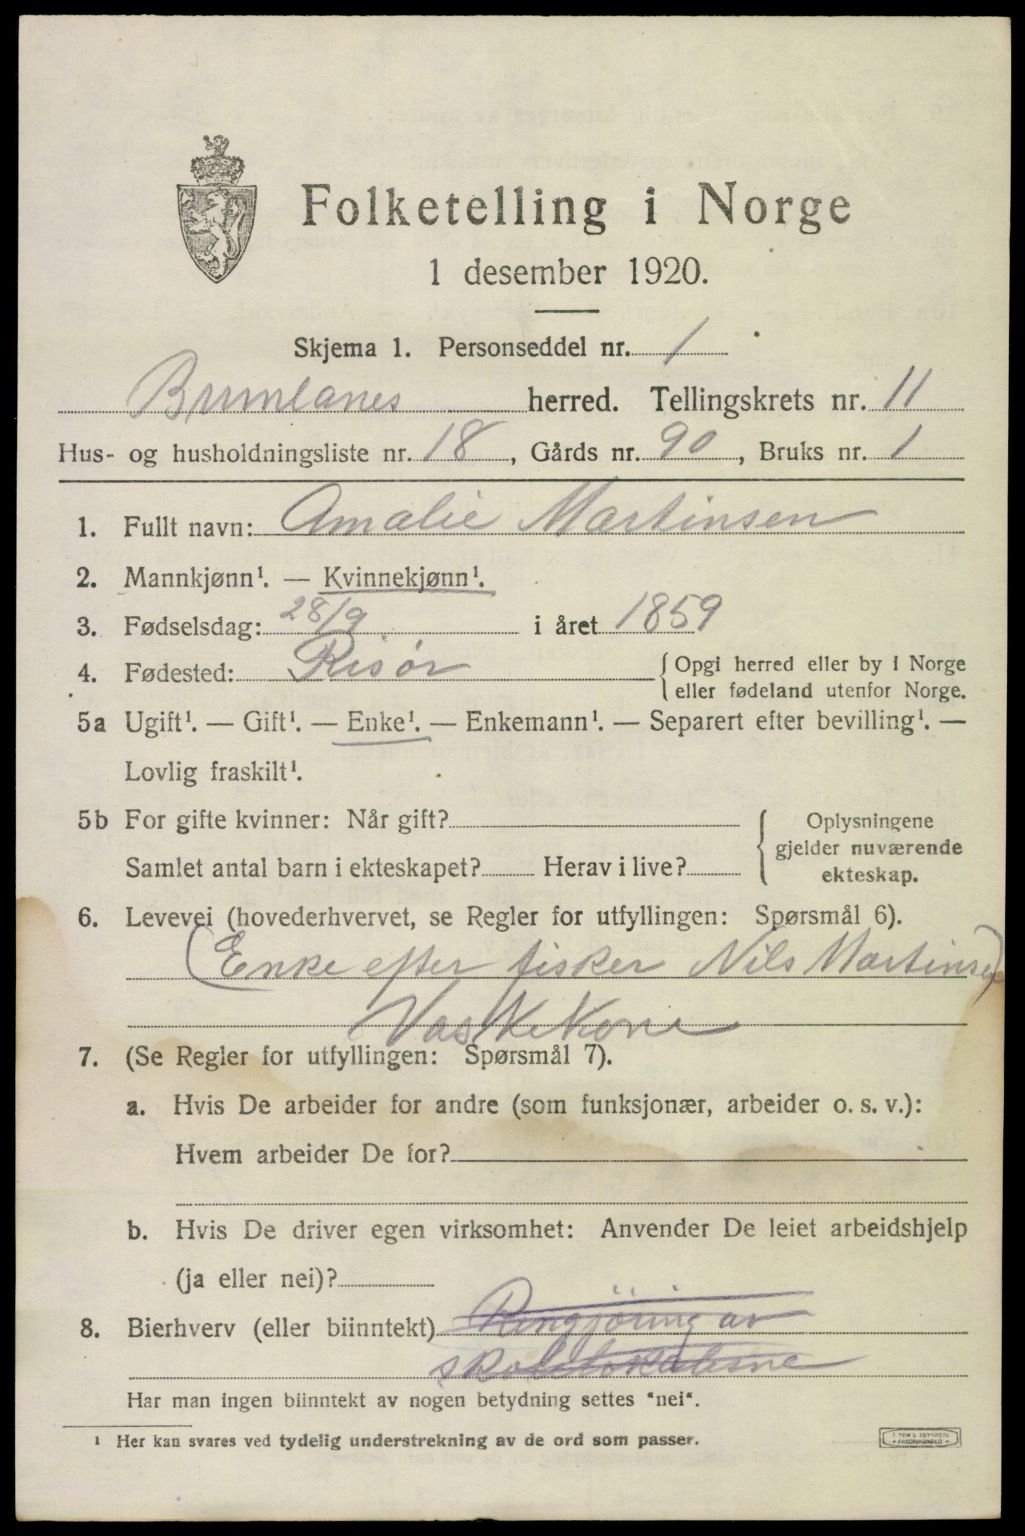 Folketelling i Norge
1 desember 1920.
Skjema 1. Personseddel nr. 1
Brunlanes herred. Tellingskrets nr. 11
Hus- og husholdningsliste nr. 18, Gårds nr. 90, Bruks nr. 1
1. Fullt navn: Amalie Martinsen
2. Mannkjønn¹. — Kvinnekjønn¹.
3. Fødselsdag: 28/9 i året 1859
4. Fødested: Risør { Opgi herred eller by i Norge
eller fødeland utenfor Norge.
5a Ugift¹. — Gift¹. — Enke¹. — Enkemann¹. — Separert efter bevilling¹. —
Lovlig fraskilt¹.
5b For gifte kvinner: Når gift? { Oplysningene
gjelder nuværende
Samlet antal barn i ekteskapet? Herav i live?
ekteskap.
6. Levevei (hovederhvervet, se Regler for utfyllingen: Spørsmål 6).
(Enke efter fisker Nils Martinsen)
Vaskekone
7. (Se Regler for utfyllingen: Spørsmål 7).
a. Hvis De arbeider for andre (som funksjonær, arbeider o. s. v.):
Hvem arbeider De for?
b. Hvis De driver egen virksomhet: Anvender De leiet arbeidshjelp
(ja eller nei)?
8. Bierhverv (eller biinntekt) Rengjöring av
skolelokalerne
Har man ingen biinntekt av nogen betydning settes "nei".
¹ Her kan svares ved tydelig understrekning av de ord som passer.